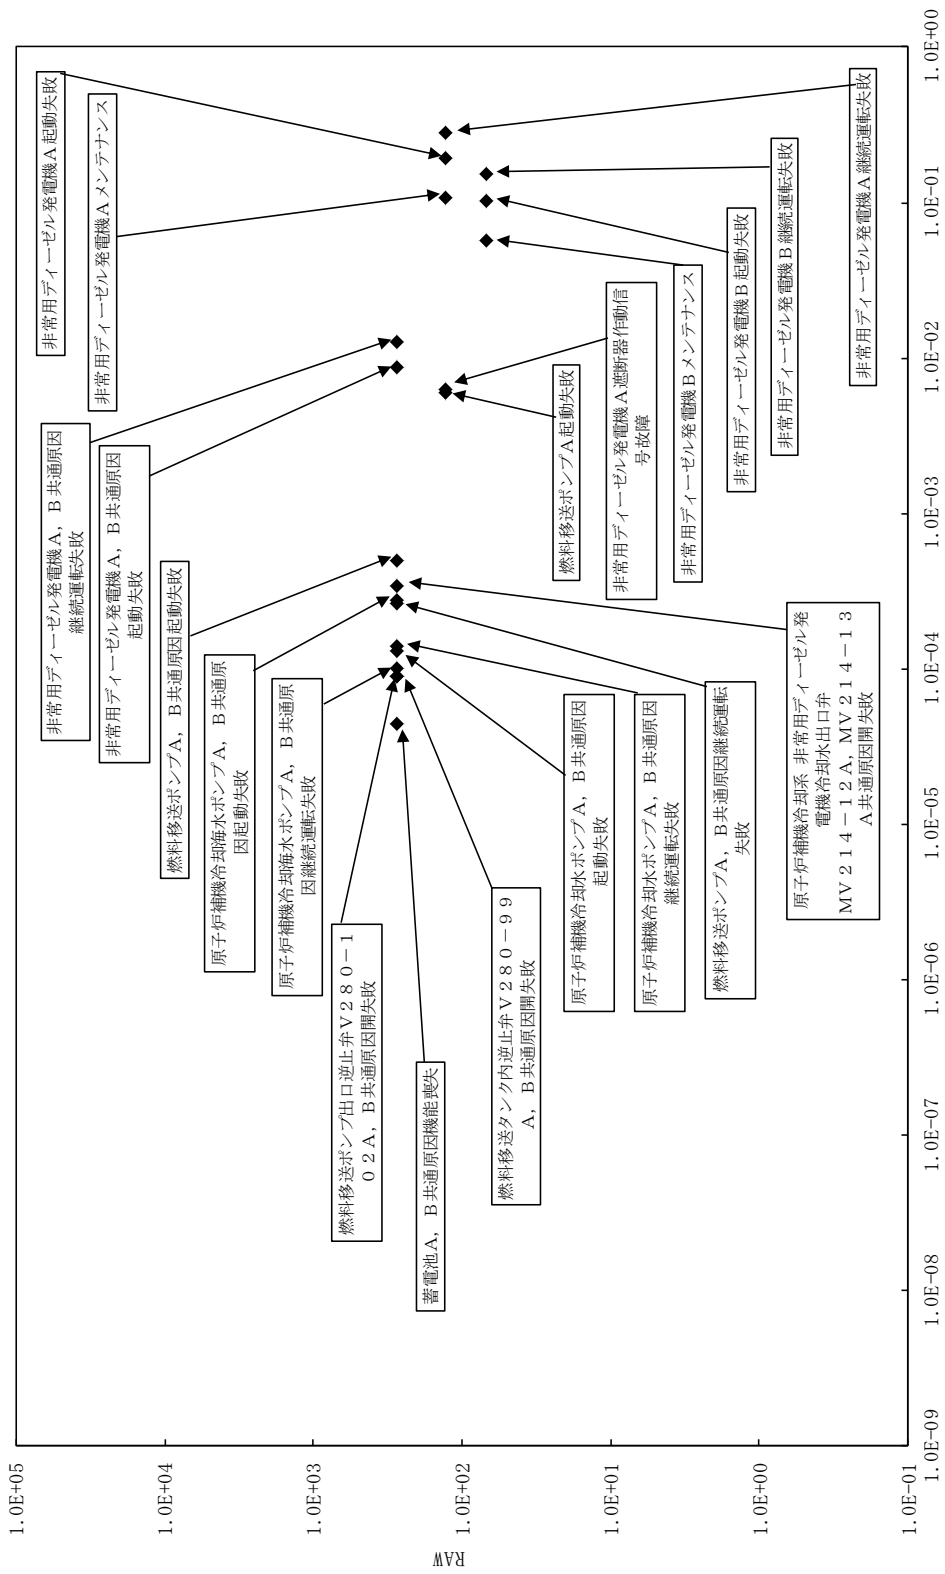 1.0E+05
1.0E+04
1.0E+03
1.0E+02
1.0E+01
1.0E+00
1.0E-01
RAW
1.0E-09
1.0E-08
1.0E-07
1.0E-06
1.0E-05
1.0E-04
1.0E-03
1.0E-02
1.0E-01
1.0E+00
非常用ディーゼル発電機A起動失敗
非常用ディーゼル発電機Aメンテナンス
非常用ディーゼル発電機A,B共通原因
継続運転失敗
非常用ディーゼル発電機A,B共通原因
起動失敗
燃料移送ポンプA,B共通原因起動失敗
原子炉補機冷却海水ポンプA,B共通原
因起動失敗
原子炉補機冷却海水ポンプA,B共通原
因継続運転失敗
燃料移送ポンプ出口逆止弁V280-1
02A,B共通原因開失敗
蓄電池A,B共通原因機能喪失
燃料移送タンク内逆止弁V280-99
A,B共通原因開失敗
原子炉補機冷却水ポンプA,B共通原因
起動失敗
原子炉補機冷却水ポンプA,B共通原因
継続運転失敗
燃料移送ポンプA,B共通原因継続運転
失敗
原子炉補機冷却系 非常用ディーゼル発
電機冷却水出口弁
MV214-12A,MV214-13
A共通原因開失敗
燃料移送ポンプA起動失敗
非常用ディーゼル発電機A遮断器作動信
号故障
非常用ディーゼル発電機Bメンテナンス
非常用ディーゼル発電機B起動失敗
非常用ディーゼル発電機B継続運転失敗
非常用ディーゼル発電機A継続運転失敗